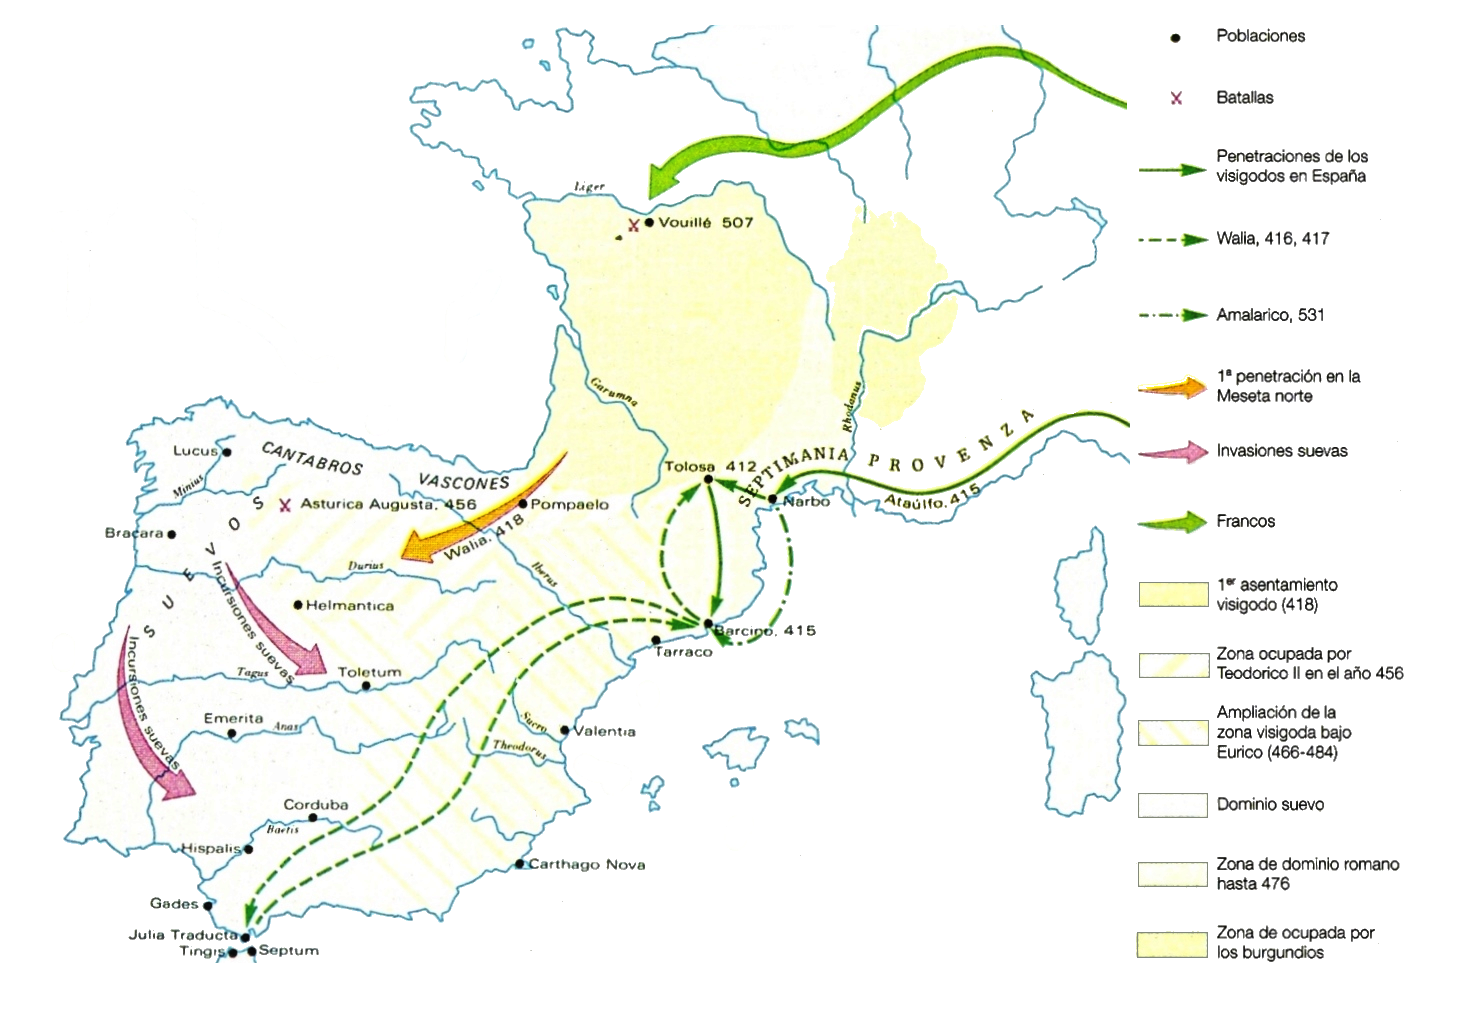 Poblaciones
Batallas
Penetraciones de los
visigodos en España
Walia, 416, 417
Amalarico, 531
1ª penetración en la
Meseta norte
Invasiones suevas
Francos
1er asentamiento
visigodo (418)
Zona ocupada por
Teodorico II en el año 456
Ampliación de la
zona visigoda bajo
Eurico (466-484)
Dominio suevo
Zona de dominio romano
hasta 476
Zona de ocupada por
los burgundios
Liger
Vouillé 507
Garumna
Rhodanus
SEPTIMANIA
PROVENZA
Tolosa 412
Narbo
Ataúlfo, 415
Lucus
CANTABROS
VASCONES
Minius
Asturica Augusta, 456
Pompaelo
Walia, 418
Bracara
SUEVOS
Durius
Iberus
Incursiones suevas
Helmantica
Barcino, 415
Tarraco
Incursiones suevas
Tagus
Toletum
Emerita
Anas
Sucro
Valentia
Theodorus
Corduba
Baetis
Hispalis
Carthago Nova
Gades
Julia Traducta
Tingis
Septum